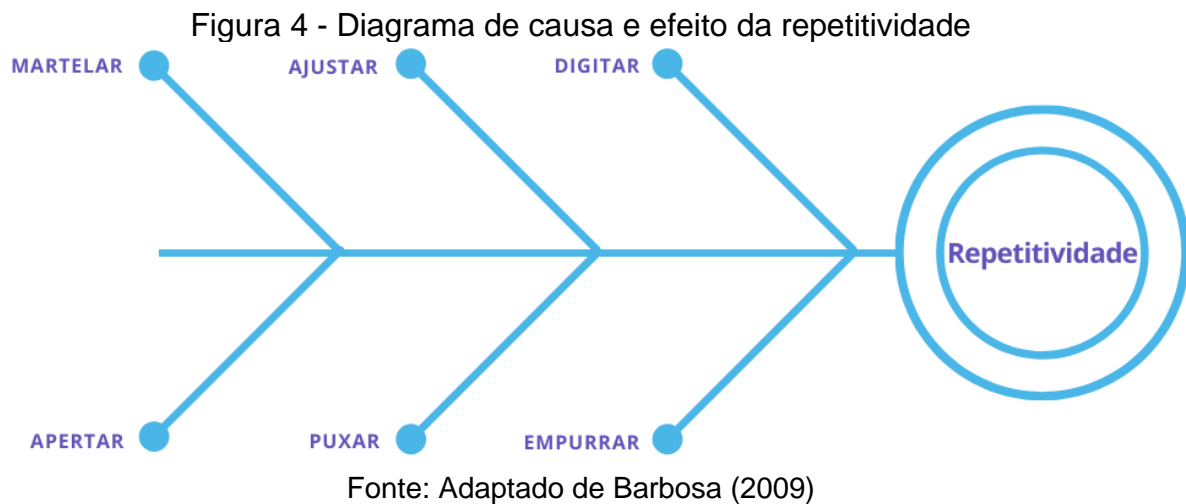 Figura 4 - Diagrama de causa e efeito da repetitividade
MARTELAR
AJUSTAR
DIGITAR
Repetitividade
APERTAR
PUXAR
EMPURRAR
Fonte: Adaptado de Barbosa (2009)